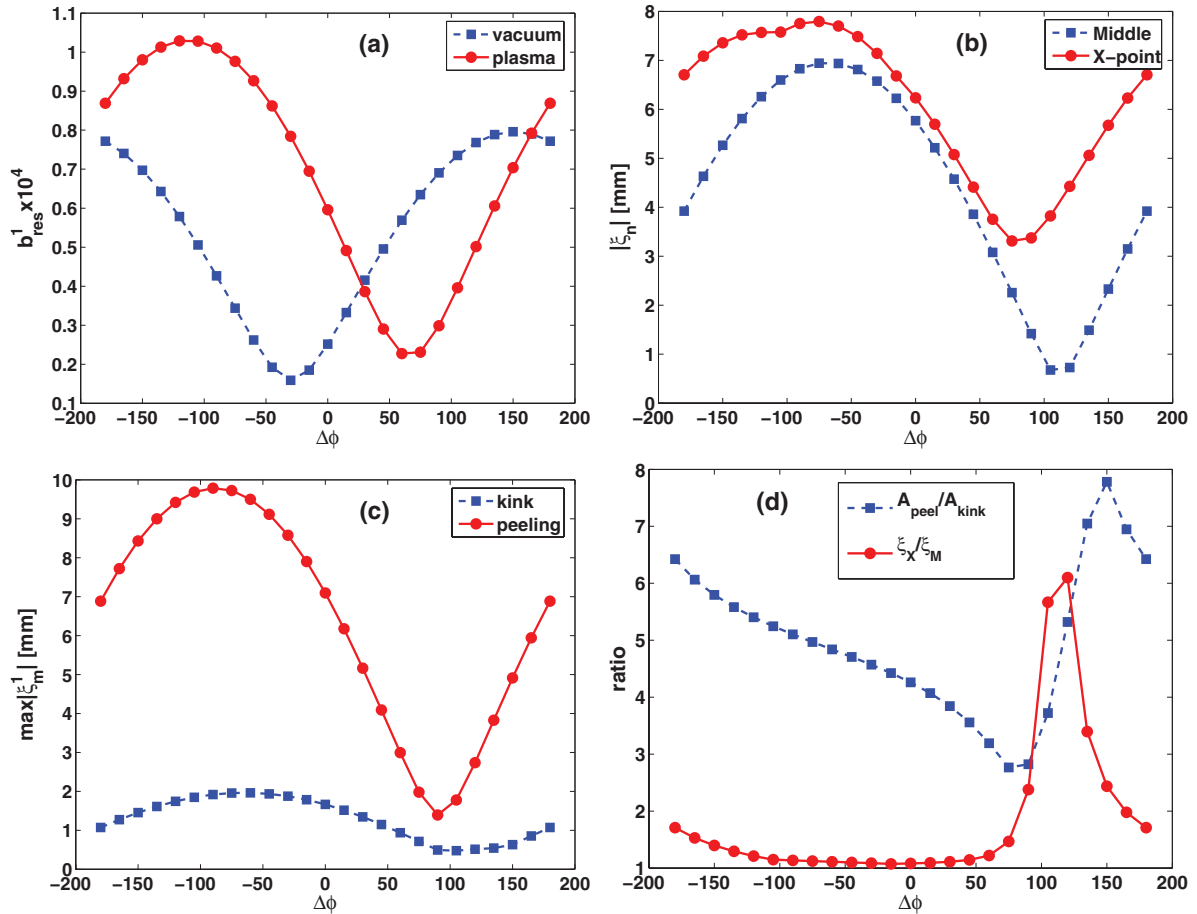 (a)
vacuum
plasma
b¹res x10⁴
1.1
1
0.9
0.8
0.7
0.6
0.5
0.4
0.3
0.2
0.1
−200 −150 −100 −50 0 50 100 150 200
Δϕ
(b)
Middle
X−point
|ξn| [mm]
8
7
6
5
4
3
2
1
0
−200 −150 −100 −50 0 50 100 150 200
Δϕ
(c)
kink
peeling
max|ξ¹m| [mm]
10
9
8
7
6
5
4
3
2
1
0
−200 −150 −100 −50 0 50 100 150 200
Δϕ
(d)
Apeel/Akink
ξX/ξM
ratio
8
7
6
5
4
3
2
1
−200 −150 −100 −50 0 50 100 150 200
Δϕ